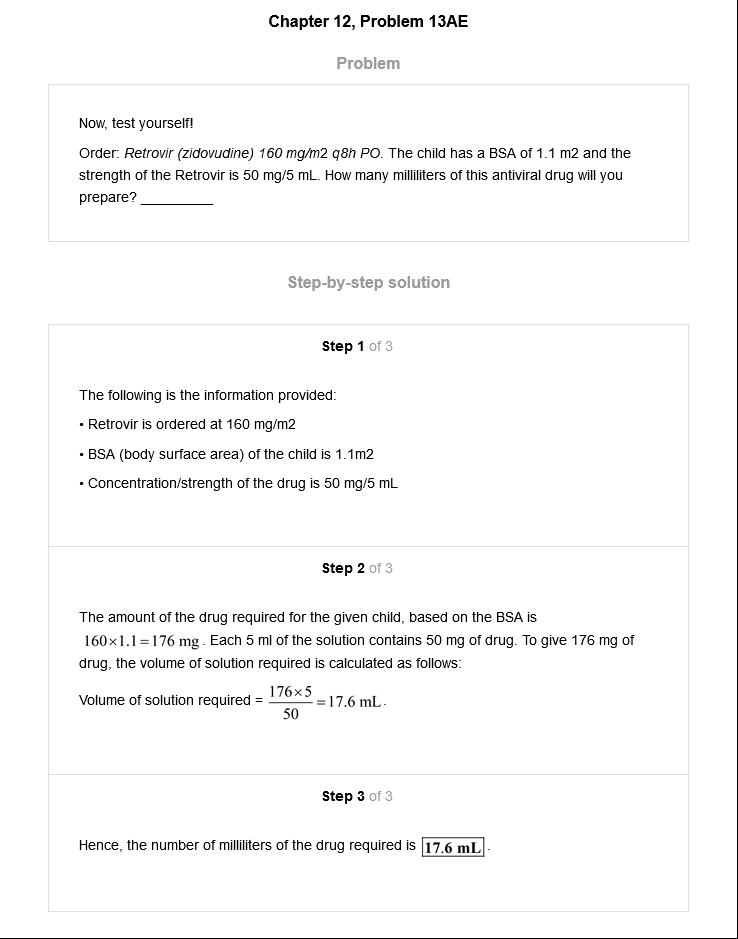 Chapter 12, Problem 13AE
Problem
Now, test yourself!
Order: Retrovir (zidovudine) 160 mg/m2 q8h PO. The child has a BSA of 1.1 m2 and the
strength of the Retrovir is 50 mg/5 mL. How many milliliters of this antiviral drug will you
prepare? __________
Step-by-step solution
Step 1 of 3
The following is the information provided:
• Retrovir is ordered at 160 mg/m2
• BSA (body surface area) of the child is 1.1m2
• Concentration/strength of the drug is 50 mg/5 mL
Step 2 of 3
The amount of the drug required for the given child, based on the BSA is
160×1.1=176 mg . Each 5 ml of the solution contains 50 mg of drug. To give 176 mg of
drug, the volume of solution required is calculated as follows:
Volume of solution required = 176×5/50 =17.6 mL.
Step 3 of 3
Hence, the number of milliliters of the drug required is 17.6 mL .